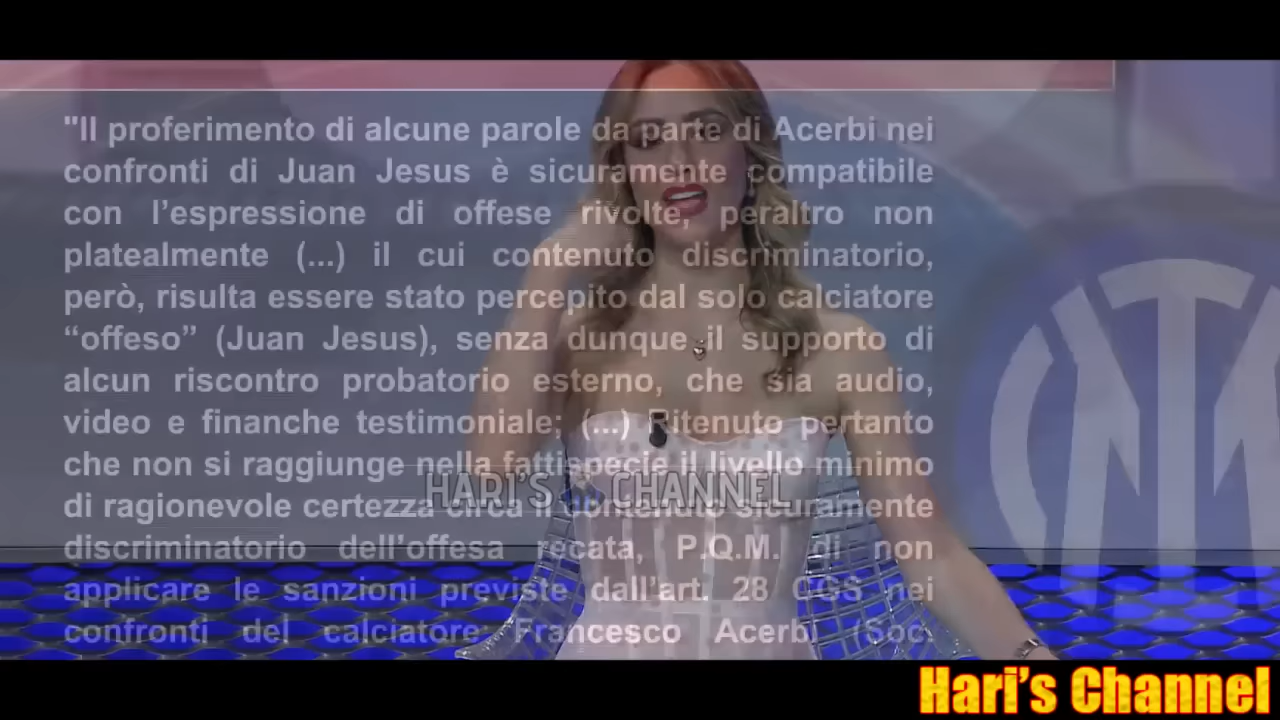 "Il proferimento di alcune parole da parte di Acerbi nei
confronti di Juan Jesus è sicuramente compatibile
con l’espressione di offese rivolte, peraltro non
platealmente (...) il cui contenuto discriminatorio,
però, risulta essere stato percepito dal solo calciatore
“offeso” (Juan Jesus), senza dunque il supporto di
alcun riscontro probatorio esterno, che sia audio,
video e finanche testimoniale; (...) Ritenuto pertanto
che non si raggiunge nella fattispecie il livello minimo
HARI'S CHANNEL
di ragionevole certezza circa il contenuto sicuramente
discriminatorio dell’offesa recata, P.Q.M. di non
applicare le sanzioni previste dall’art. 28 CGS nei
confronti del calciatore Francesco Acerbi (Soc.
Hari’s Channel